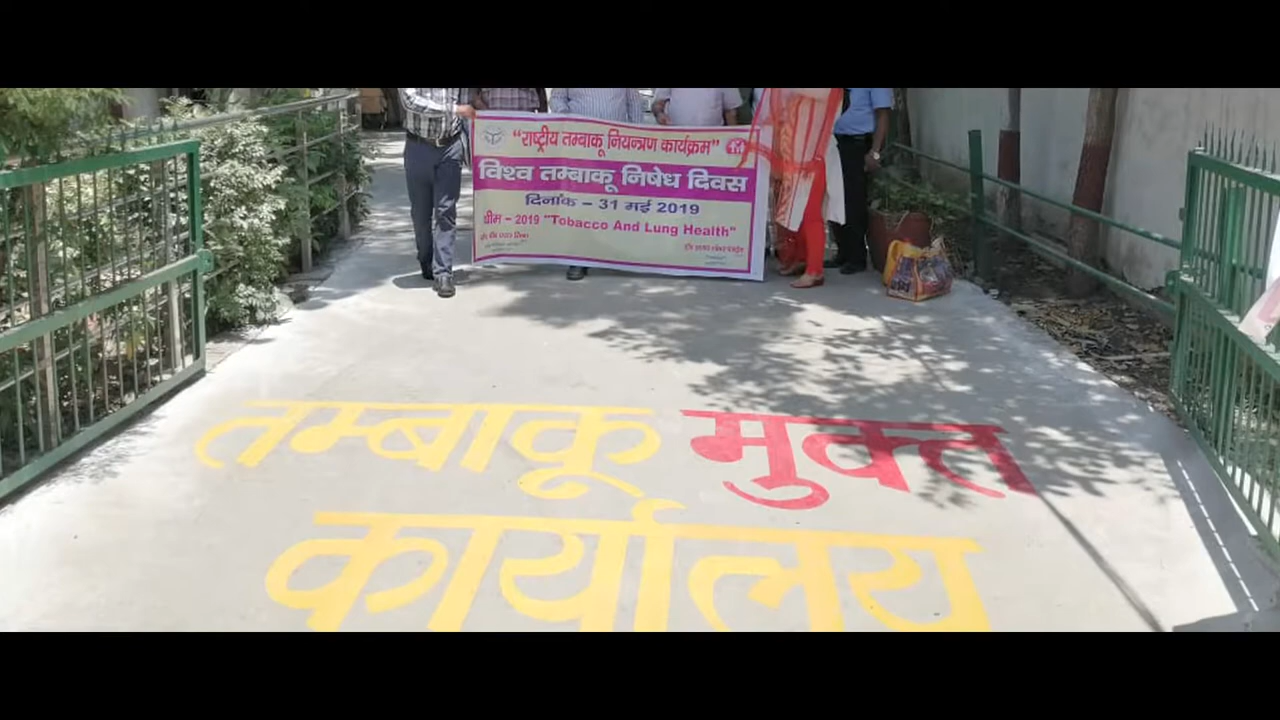 "राष्ट्रीय तम्बाकू नियन्त्रण कार्यक्रम"
विश्व तम्बाकू निषेध दिवस
दिनांक – 31 मई 2019
थीम – 2019 "Tobacco And Lung Health"
तम्बाकू मुक्त
कार्यालय